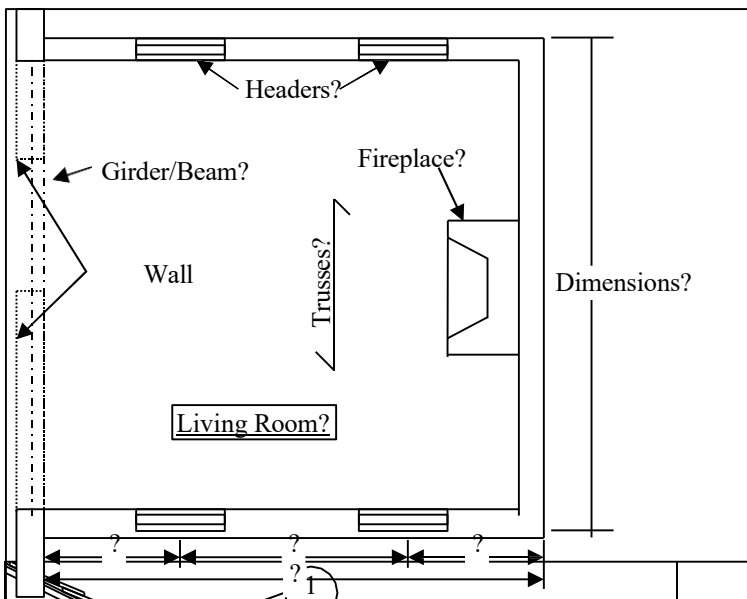 Headers?
Fireplace?
Girder/Beam?
Wall
Trusses?
Dimensions?
Living Room?
?
?
?
?
1